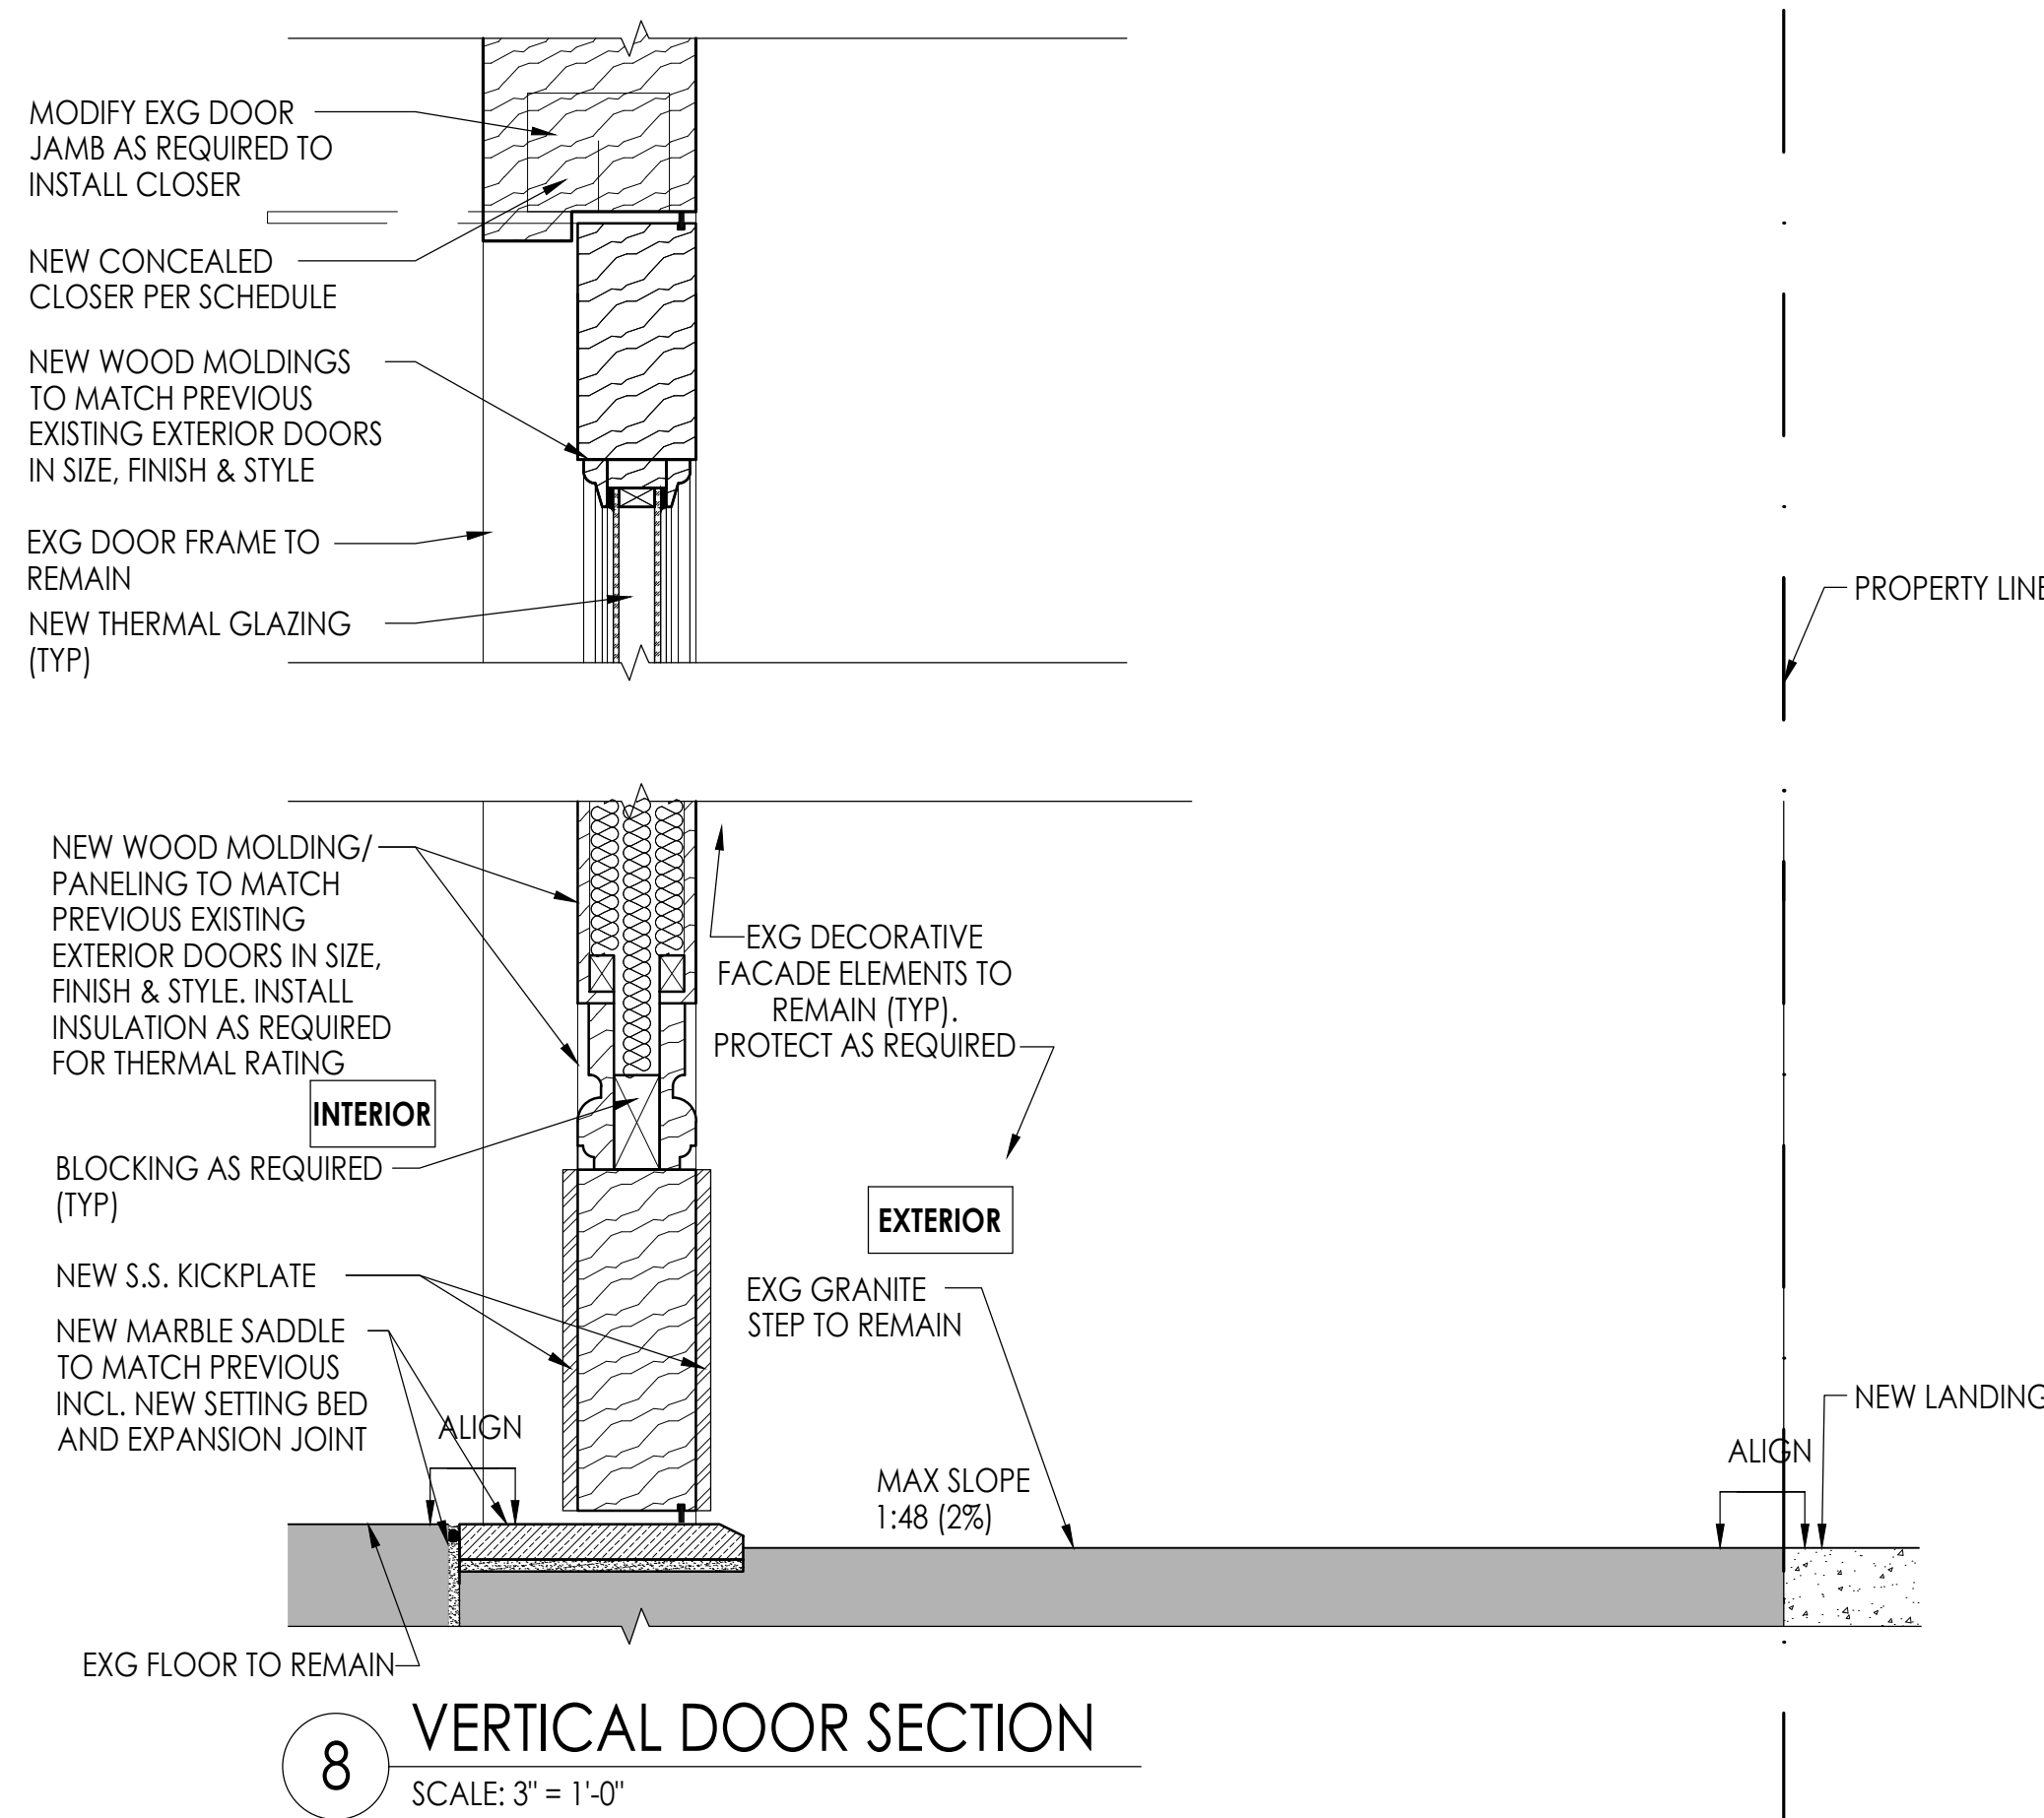 MODIFY EXG DOOR
JAMB AS REQUIRED TO
INSTALL CLOSER
NEW CONCEALED
CLOSER PER SCHEDULE
NEW WOOD MOLDINGS
TO MATCH PREVIOUS
EXISTING EXTERIOR DOORS
IN SIZE, FINISH & STYLE
EXG DOOR FRAME TO
REMAIN
NEW THERMAL GLAZING
(TYP)
PROPERTY LINE
NEW WOOD MOLDING/
PANELING TO MATCH
PREVIOUS EXISTING
EXTERIOR DOORS IN SIZE,
FINISH & STYLE. INSTALL
INSULATION AS REQUIRED
FOR THERMAL RATING
EXG DECORATIVE
FACADE ELEMENTS TO
REMAIN (TYP).
PROTECT AS REQUIRED
INTERIOR
BLOCKING AS REQUIRED
(TYP)
EXTERIOR
NEW S.S. KICKPLATE
EXG GRANITE
STEP TO REMAIN
NEW MARBLE SADDLE
TO MATCH PREVIOUS
INCL. NEW SETTING BED
AND EXPANSION JOINT
ALIGN
MAX SLOPE
1:48 (2%)
NEW LANDING
ALIGN
EXG FLOOR TO REMAIN
8
VERTICAL DOOR SECTION
SCALE: 3" = 1'-0"